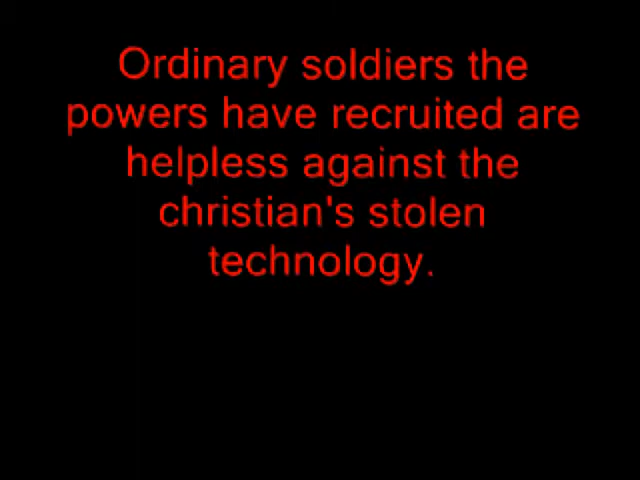 Ordinary soldiers the
powers have recruited are
helpless against the
christian's stolen
technology.